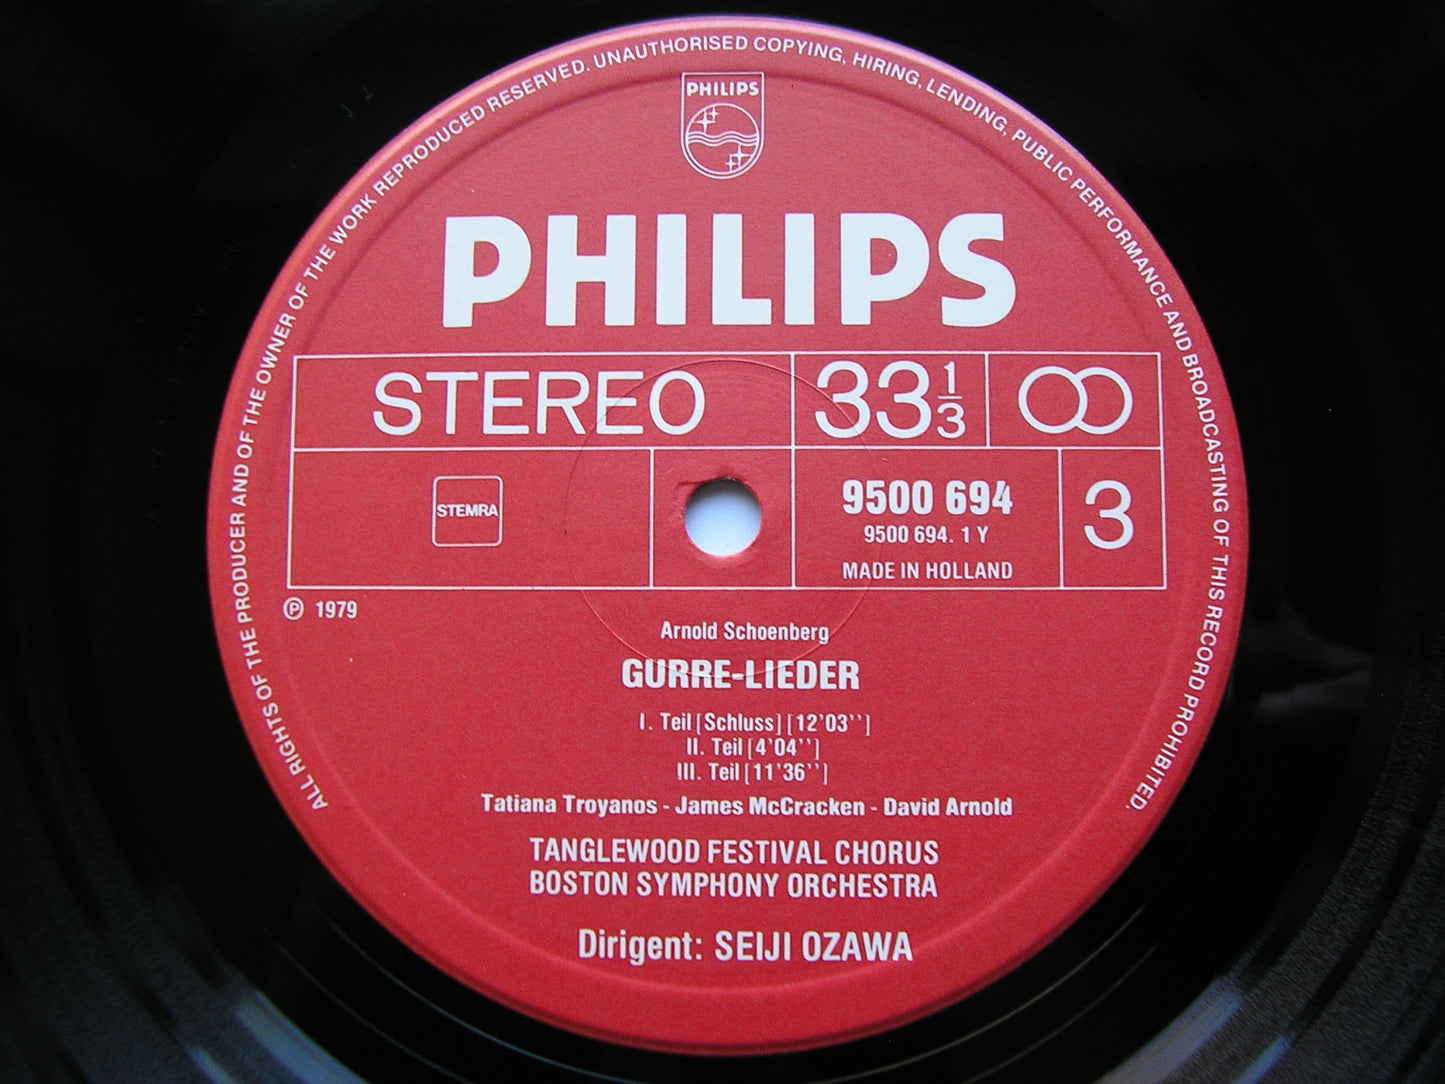 ALL RIGHTS OF THE PRODUCER AND OF THE OWNER OF THE WORK REPRODUCED RESERVED. UNAUTHORISED COPYING, HIRING, LENDING, PUBLIC PERFORMANCE AND BROADCASTING OF THIS RECORD PROHIBITED.
PHILIPS
PHILIPS
STEREO 33 1/3
STEMRA
9500 694
9500 694. 1 Y
MADE IN HOLLAND
3
℗ 1979
Arnold Schoenberg
GURRE-LIEDER
I. Teil [Schluss] [12'03'']
II. Teil [4'04'']
III. Teil [11'36'']
Tatiana Troyanos - James McCracken - David Arnold
TANGLEWOOD FESTIVAL CHORUS
BOSTON SYMPHONY ORCHESTRA
Dirigent: SEIJI OZAWA